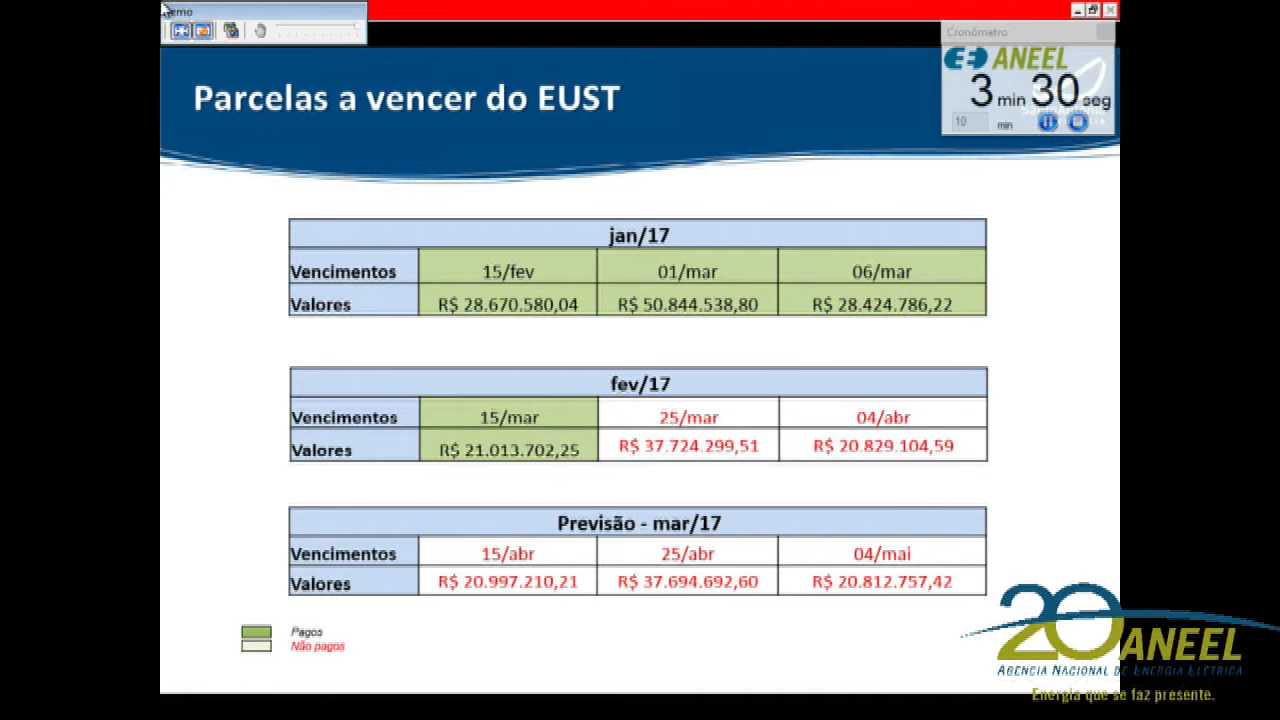 emo
Cronômetro
ANEEL
3 min 30 seg
10 min
Parcelas a vencer do EUST
jan/17
Vencimentos 15/fev 01/mar 06/mar
Valores R$ 28.670.580,04 R$ 50.844.538,80 R$ 28.424.786,22
fev/17
Vencimentos 15/mar 25/mar 04/abr
Valores R$ 21.013.702,25 R$ 37.724.299,51 R$ 20.829.104,59
Previsão - mar/17
Vencimentos 15/abr 25/abr 04/mai
Valores R$ 20.997.210,21 R$ 37.694.692,60 R$ 20.812.757,42
Pagos
Não pagos
20 ANEEL
AGÊNCIA NACIONAL DE ENERGIA ELÉTRICA
Energia que se faz presente.